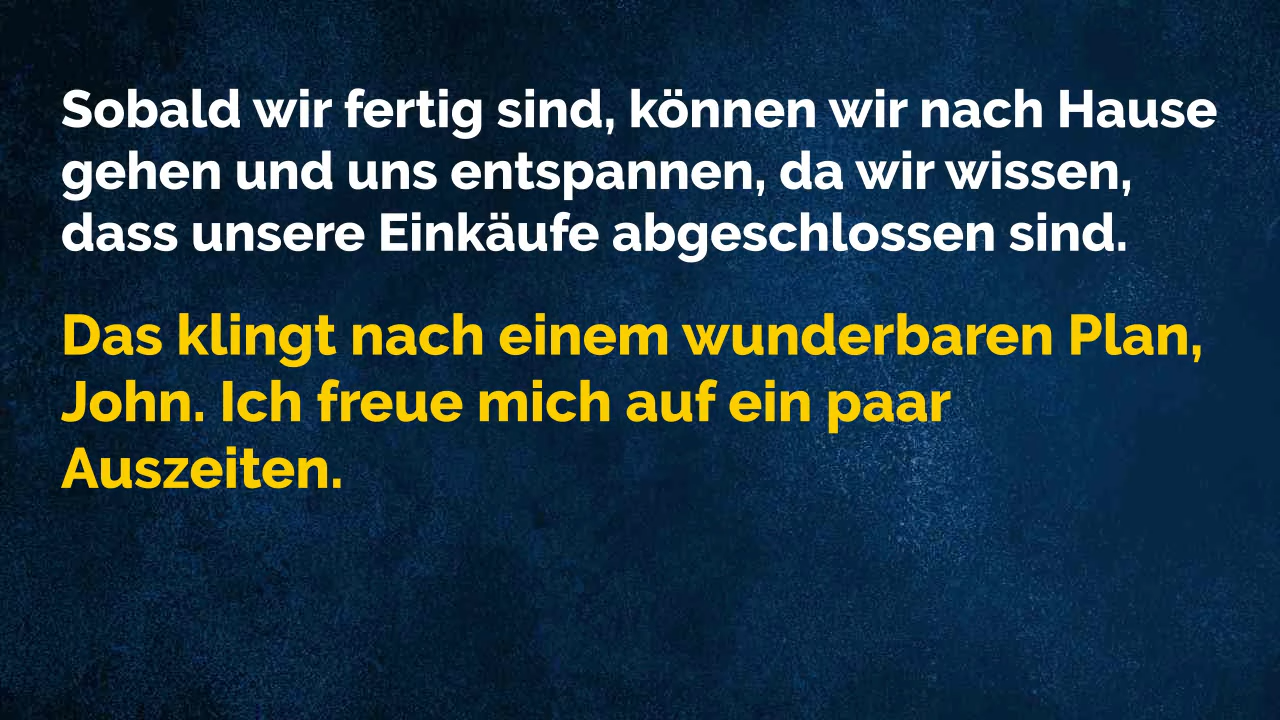 Sobald wir fertig sind, können wir nach Hause
gehen und uns entspannen, da wir wissen,
dass unsere Einkäufe abgeschlossen sind.
Das klingt nach einem wunderbaren Plan,
John. Ich freue mich auf ein paar
Auszeiten.